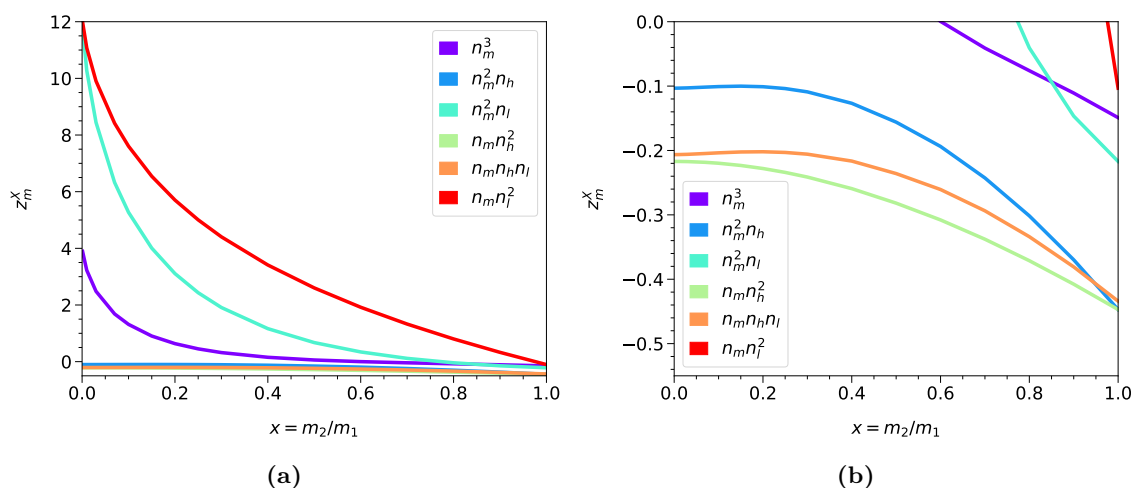 12
10
8
6
4
2
0
z_m^X
0.0 0.2 0.4 0.6 0.8 1.0
x = m_2/m_1
n_m^3
n_m^2 n_h
n_m^2 n_l
n_m n_h^2
n_m n_h n_l
n_m n_l^2
(a)
0.0
−0.1
−0.2
−0.3
−0.4
−0.5
z_m^X
0.0 0.2 0.4 0.6 0.8 1.0
x = m_2/m_1
n_m^3
n_m^2 n_h
n_m^2 n_l
n_m n_h^2
n_m n_h n_l
n_m n_l^2
(b)